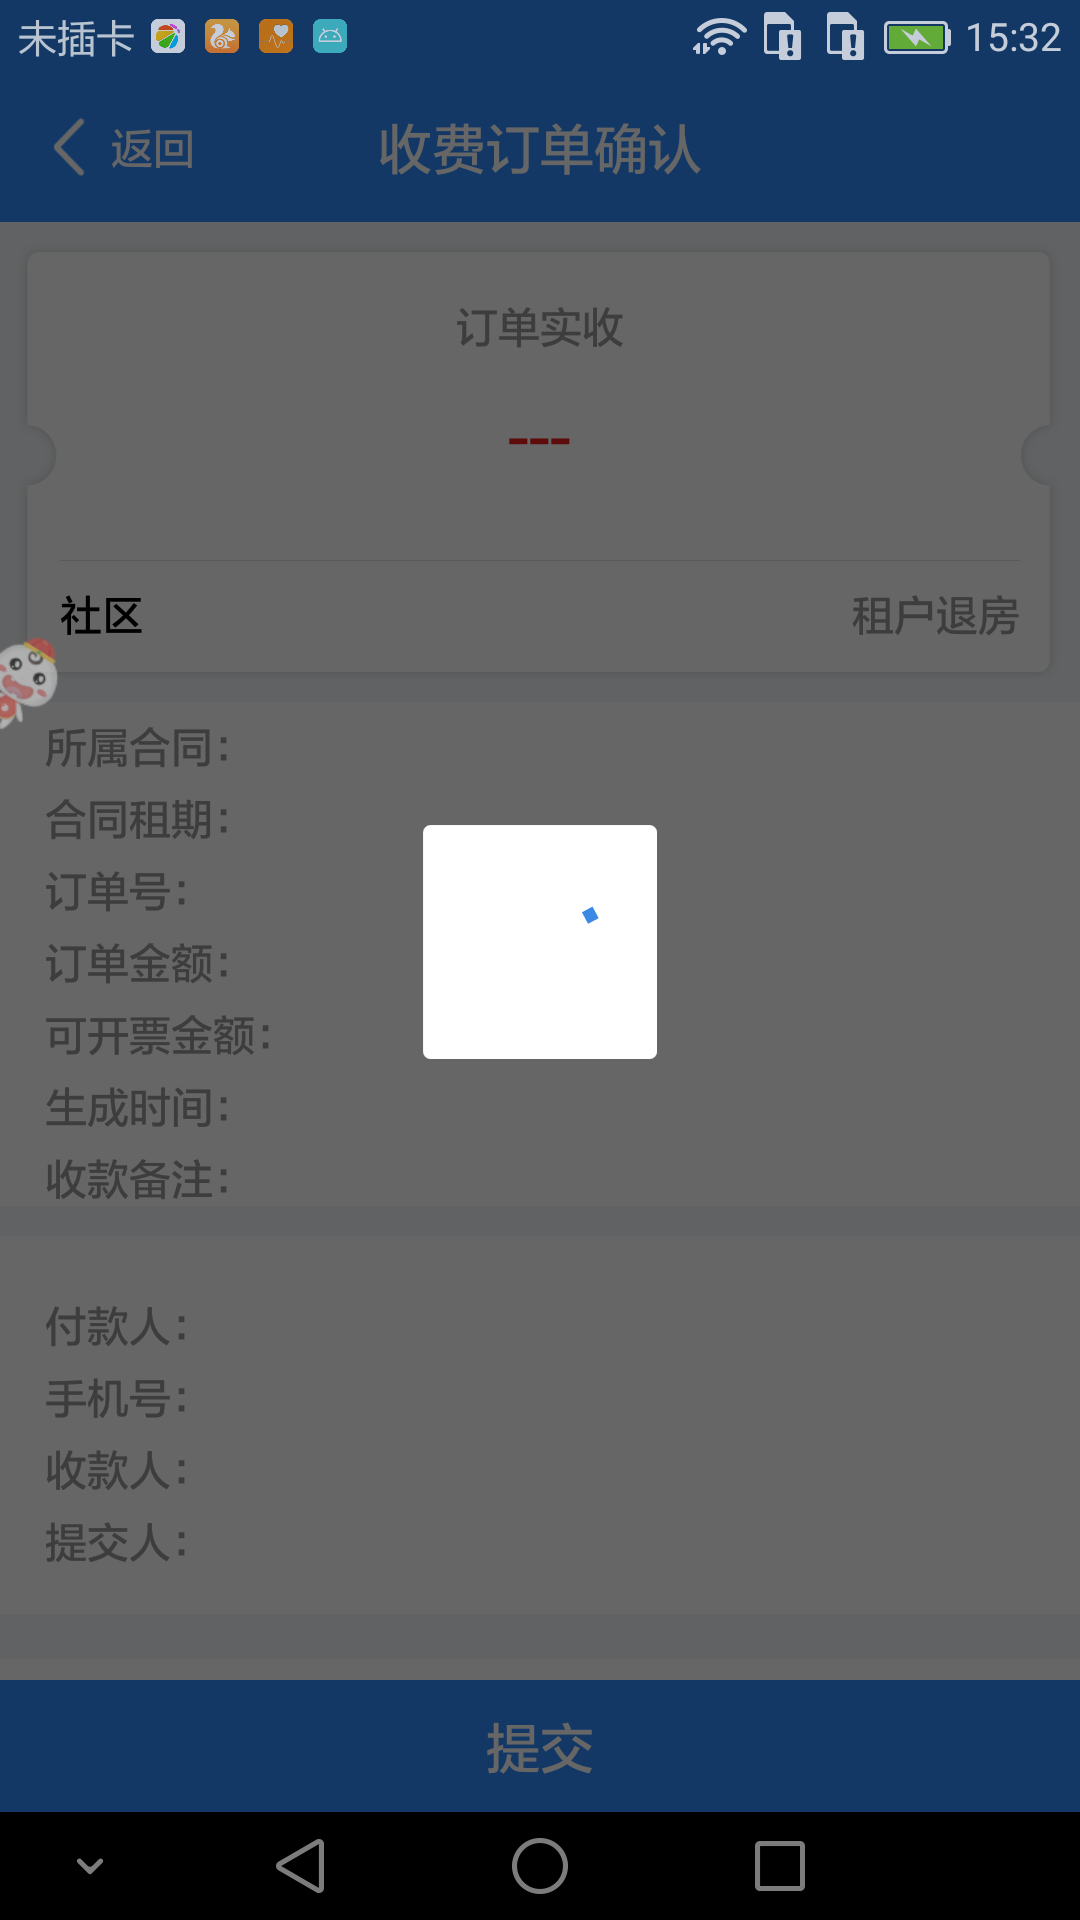 未插卡 15:32
返回 收费订单确认
订单实收
---
社区 租户退房
所属合同:
合同租期:
订单号:
订单金额:
可开票金额:
生成时间:
收款备注:
付款人:
手机号:
收款人:
提交人:
提交